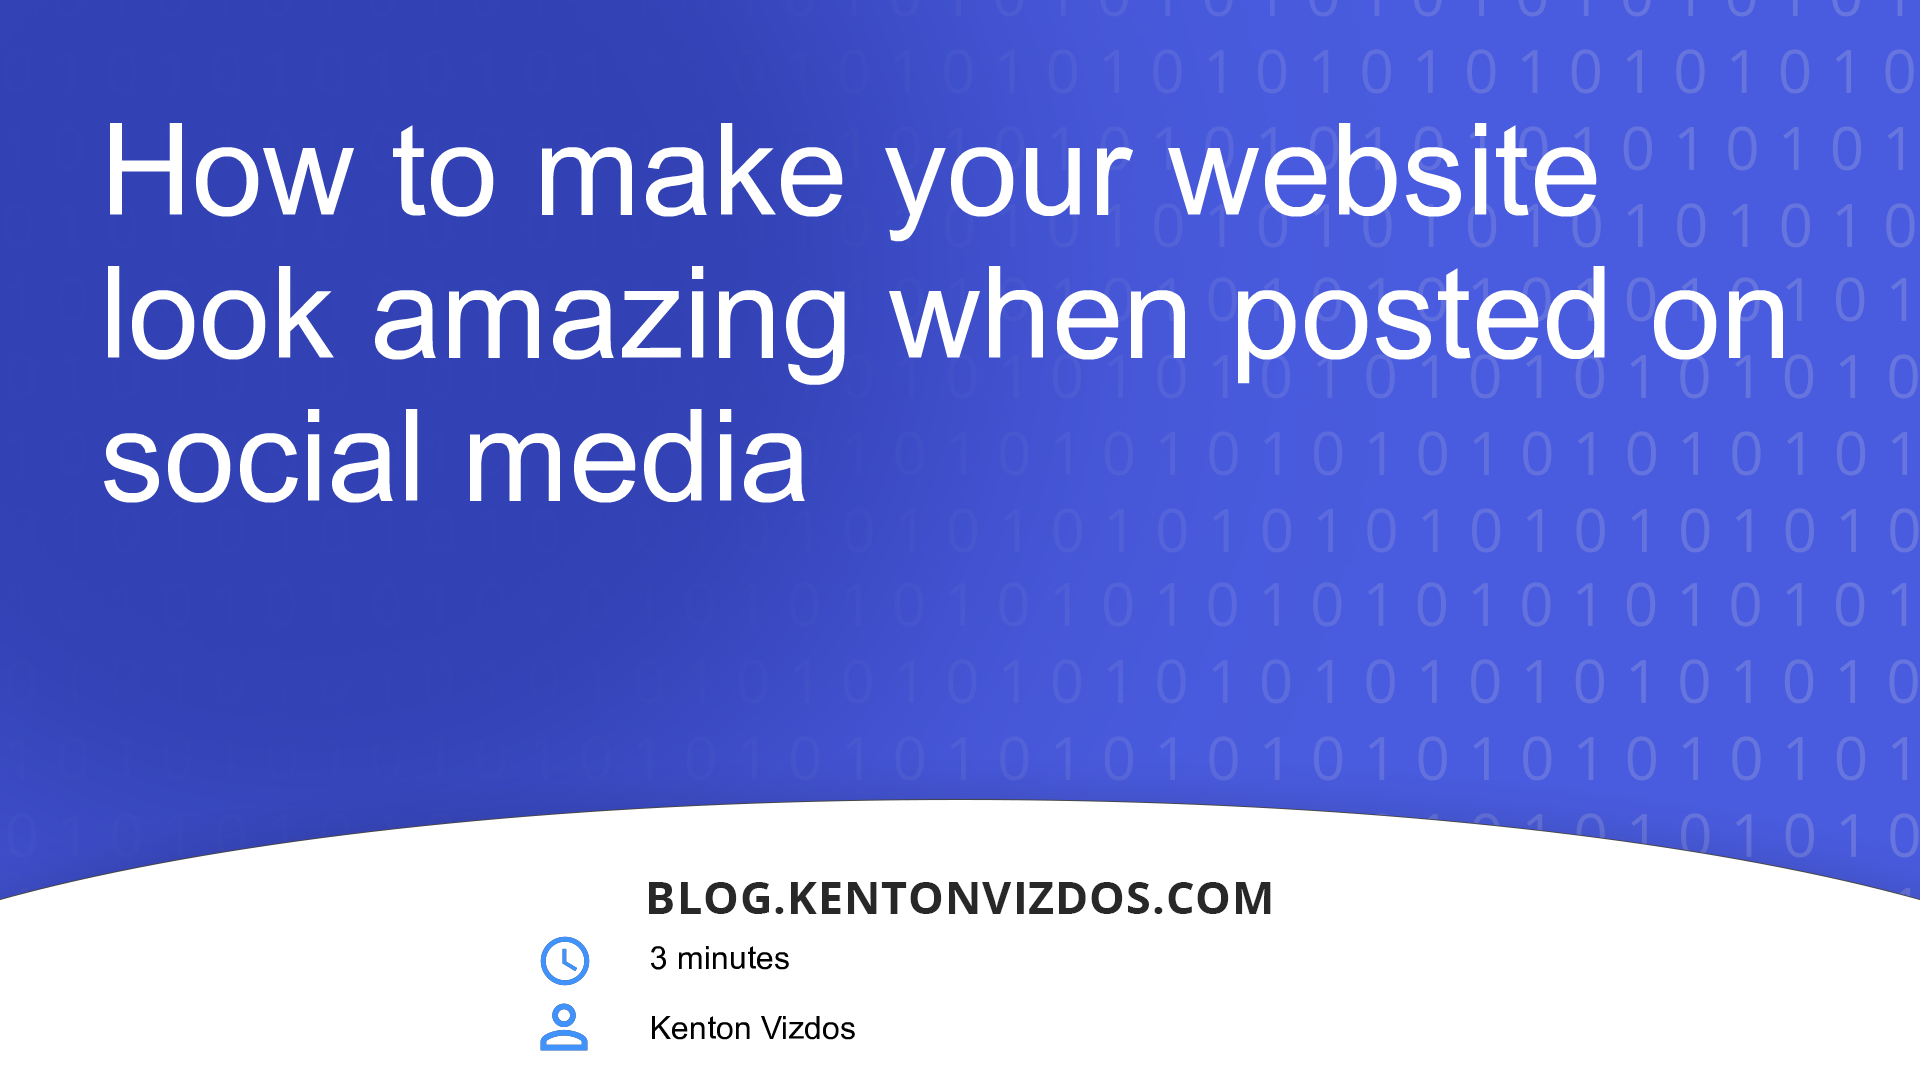 How to make your website
look amazing when posted on
social media
BLOG.KENTONVIZDOS.COM
3 minutes
Kenton Vizdos